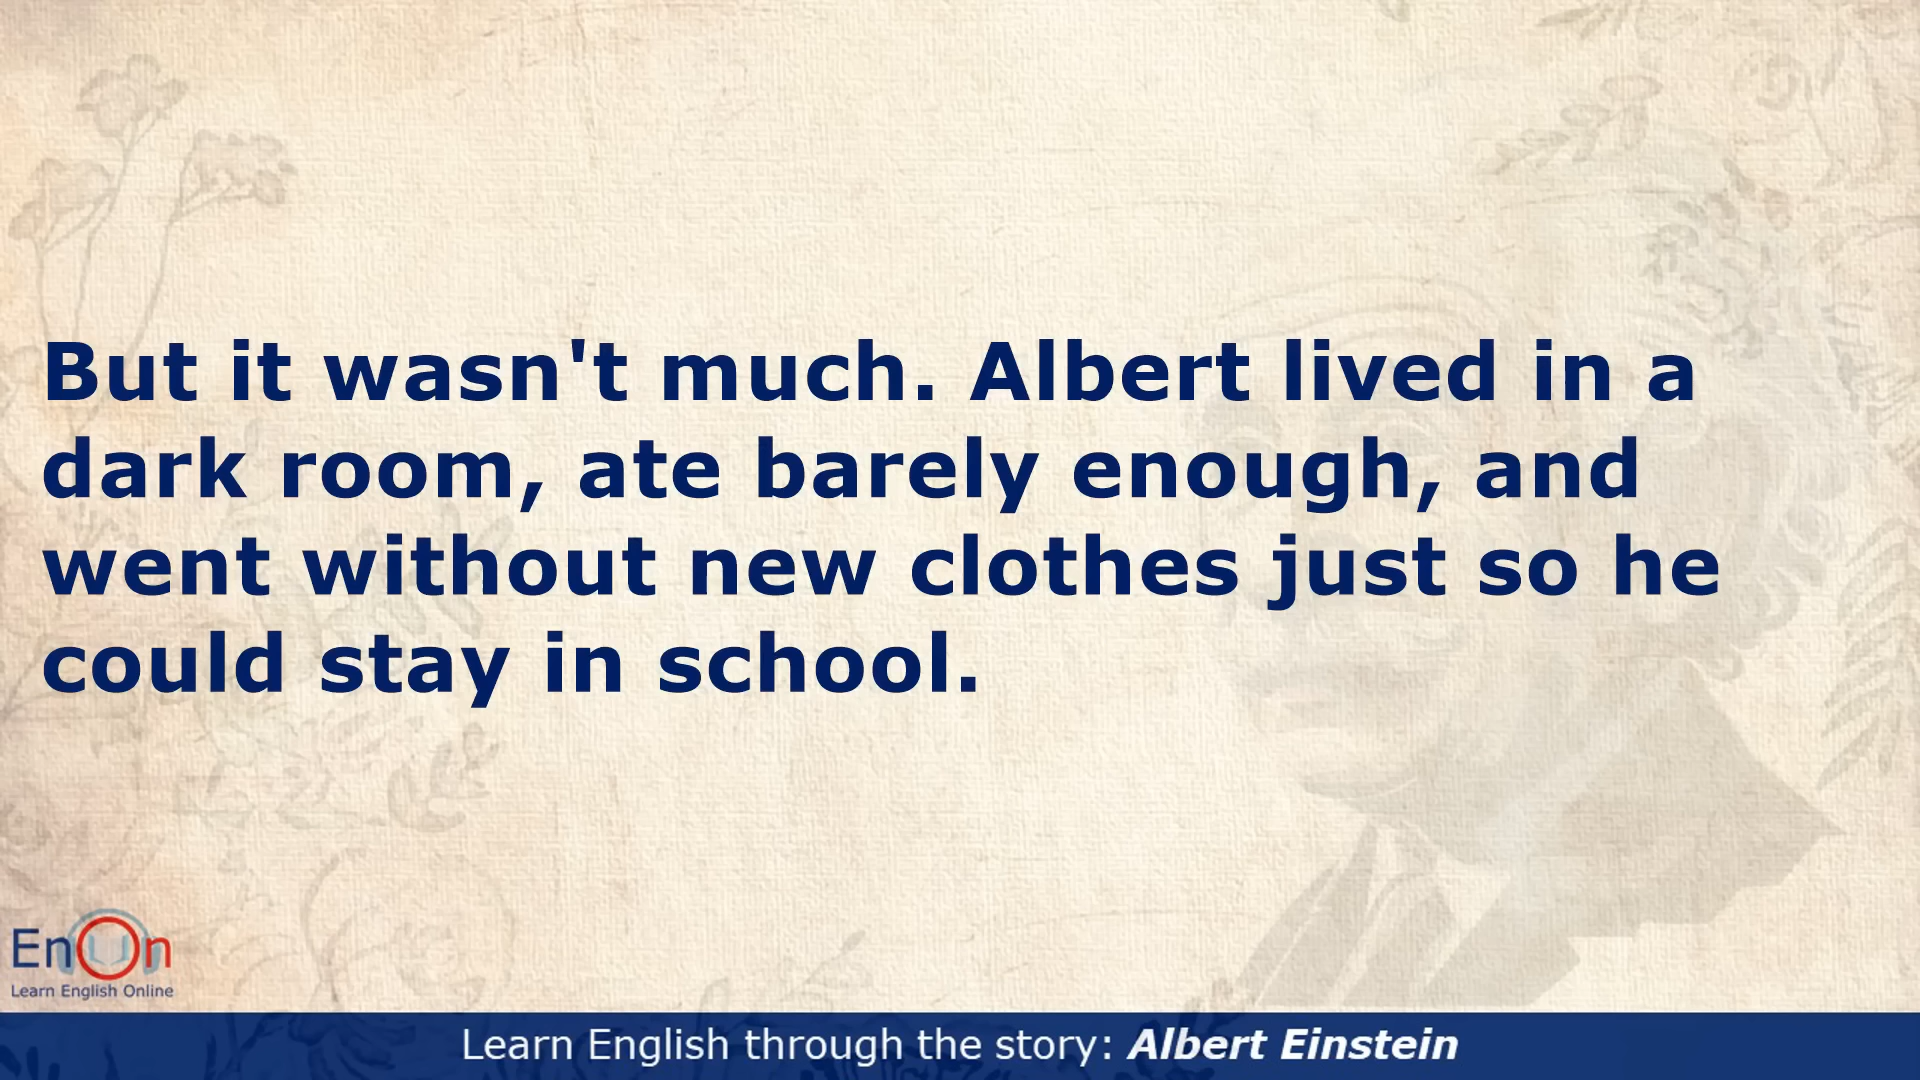 But it wasn't much. Albert lived in a
dark room, ate barely enough, and
went without new clothes just so he
could stay in school.
EnOn
Learn English Online
Learn English through the story: Albert Einstein